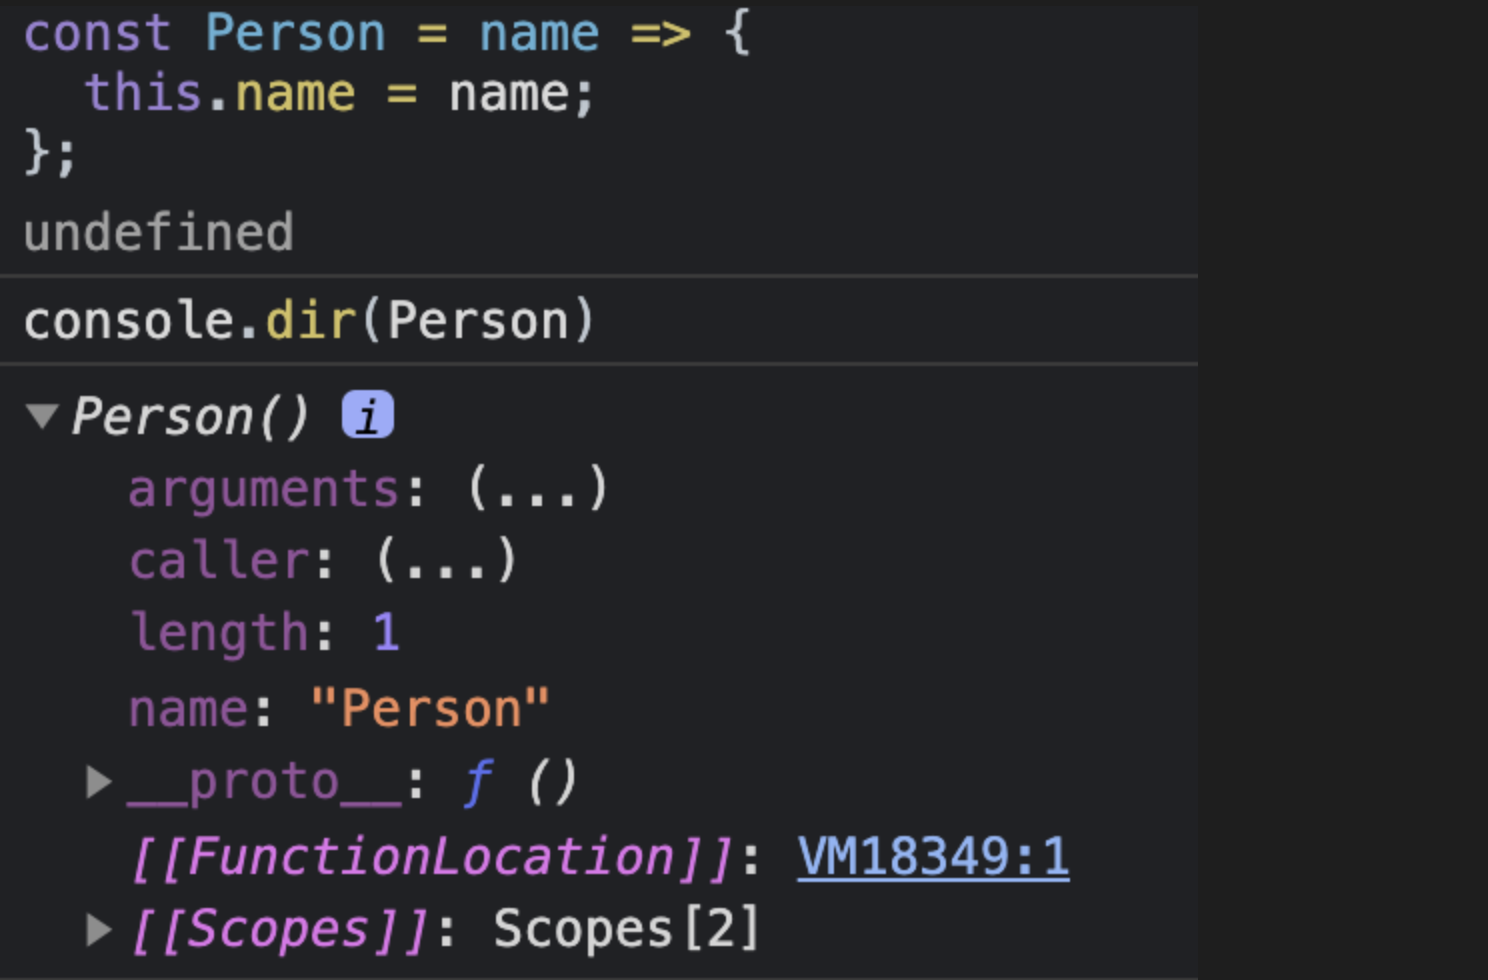 const Person = name => {
  this.name = name;
};
undefined
console.dir(Person)
▼ Person() i
arguments: (...)
caller: (...)
length: 1
name: "Person"
▶ __proto__: ƒ ()
[[FunctionLocation]]: VM18349:1
▶ [[Scopes]]: Scopes[2]